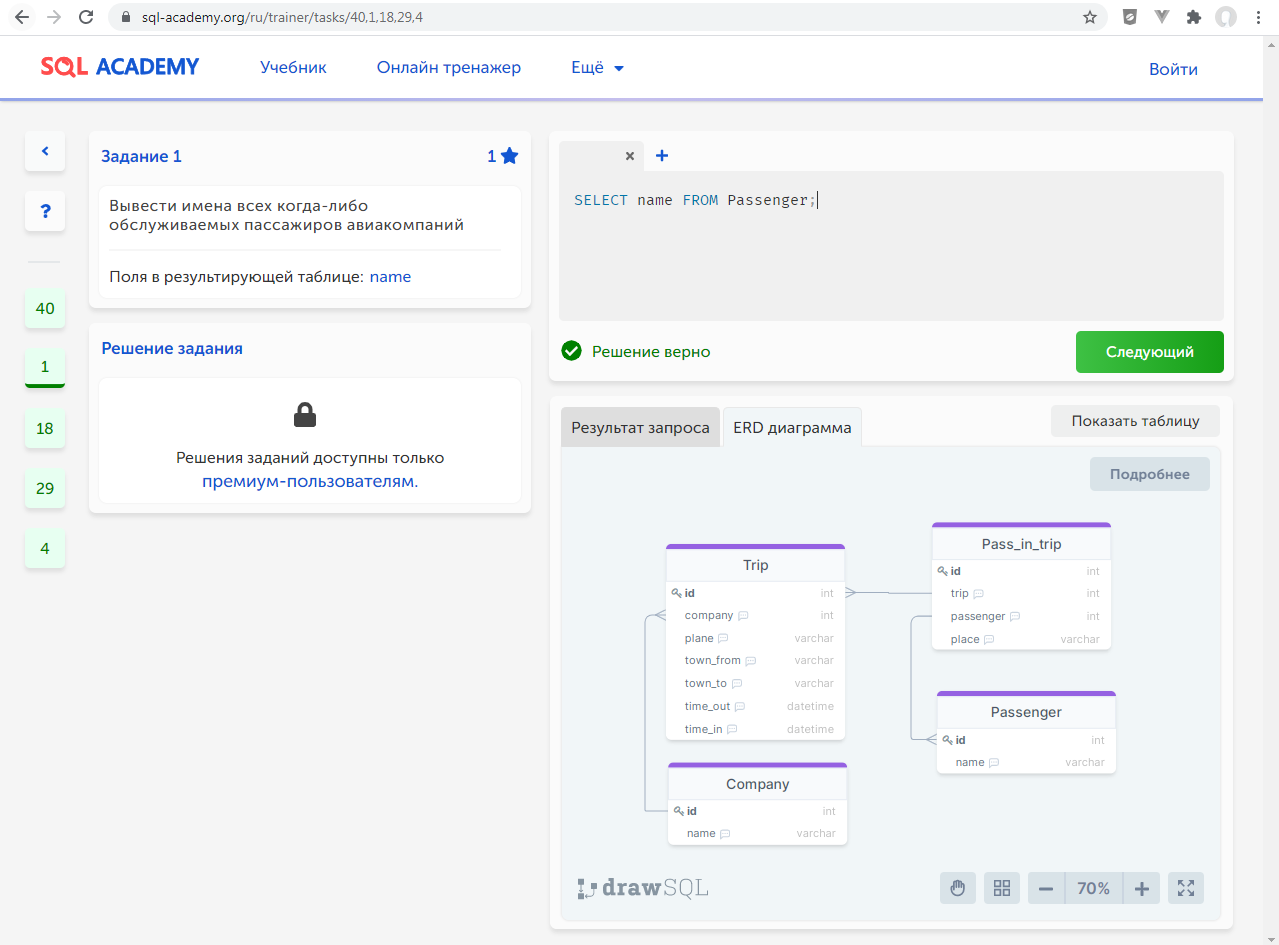 sql-academy.org/ru/trainer/tasks/40,1,18,29,4
SQL ACADEMY
Учебник
Онлайн тренажер
Ещё
Войти
?
40
1
18
29
4
Задание 1
1
Вывести имена всех когда-либо
обслуживаемых пассажиров авиакомпаний
Поля в результирующей таблице: name
Решение задания
Решения заданий доступны только
премиум-пользователям.
SELECT name FROM Passenger;
Решение верно
Следующий
Результат запроса
ERD диаграмма
Показать таблицу
Подробнее
Trip
id int
company int
plane varchar
town_from varchar
town_to varchar
time_out datetime
time_in datetime
Pass_in_trip
id int
trip int
passenger int
place varchar
Passenger
id int
name varchar
Company
id int
name varchar
drawSQL
70%